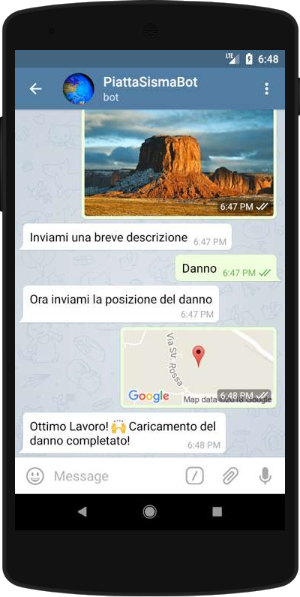 LTE 6:48
PiattaSismaBot
bot
6:47 PM
Inviami una breve descrizione 6:47 PM
Danno 6:47 PM
Ora inviami la posizione del danno
6:47 PM
Via Sv. Rossa
Google Map data ©2018 Google
6:48 PM
Ottimo Lavoro! 🙌 Caricamento del
danno completato!
6:48 PM
Message